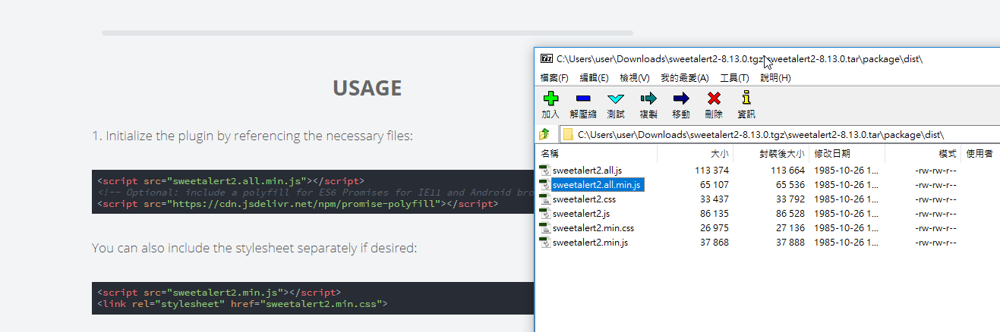 USAGE
1. Initialize the plugin by referencing the necessary files:
<script src="sweetalert2.all.min.js"></script>
<!-- Optional: include a polyfill for ES6 Promises for IE11 and Android bro
<script src="https://cdn.jsdelivr.net/npm/promise-polyfill"></script>
You can also include the stylesheet separately if desired:
<script src="sweetalert2.min.js"></script>
<link rel="stylesheet" href="sweetalert2.min.css">
7z C:\Users\user\Downloads\sweetalert2-8.13.0.tgz\sweetalert2-8.13.0.tar\package\dist\
檔案(F) 編輯(E) 檢視(V) 我的最愛(A) 工具(T) 說明(H)
加入 解壓縮 測試 複製 移動 刪除 資訊
C:\Users\user\Downloads\sweetalert2-8.13.0.tgz\sweetalert2-8.13.0.tar\package\dist\
名稱 大小 封裝後大小 修改日期 模式 使用者
sweetalert2.all.js 113 374 113 664 1985-10-26 1... -rw-rw-r--
sweetalert2.all.min.js 65 107 65 536 1985-10-26 1... -rw-rw-r--
sweetalert2.css 33 437 33 792 1985-10-26 1... -rw-rw-r--
sweetalert2.js 86 135 86 528 1985-10-26 1... -rw-rw-r--
sweetalert2.min.css 26 975 27 136 1985-10-26 1... -rw-rw-r--
sweetalert2.min.js 37 868 37 888 1985-10-26 1... -rw-rw-r--